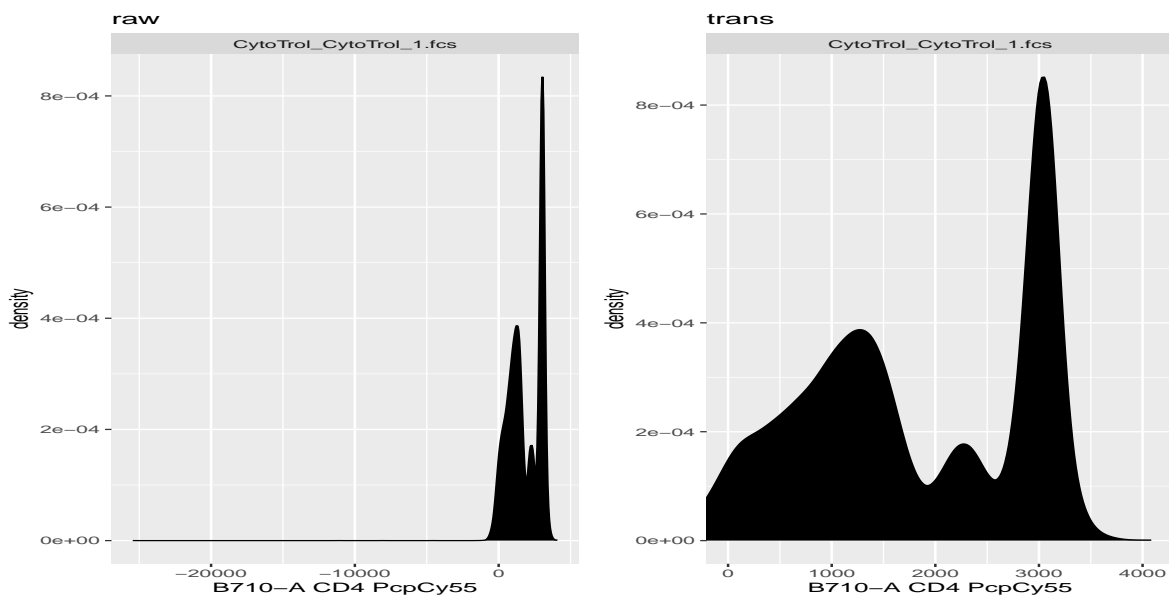 raw
CytoTrol_CytoTrol_1.fcs
8e−04
6e−04
4e−04
2e−04
0e+00
density
−20000 −10000 0
B710−A CD4 PcpCy55
trans
CytoTrol_CytoTrol_1.fcs
8e−04
6e−04
4e−04
2e−04
0e+00
density
0 1000 2000 3000 4000
B710−A CD4 PcpCy55